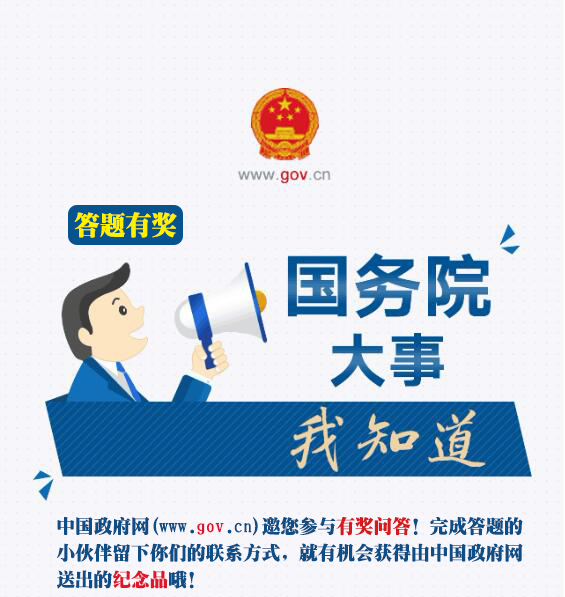 www.gov.cn
答题有奖
国务院
大事
我知道
中国政府网(www.gov.cn)邀您参与有奖问答！完成答题的
小伙伴留下你们的联系方式，就有机会获得由中国政府网
送出的纪念品哦！